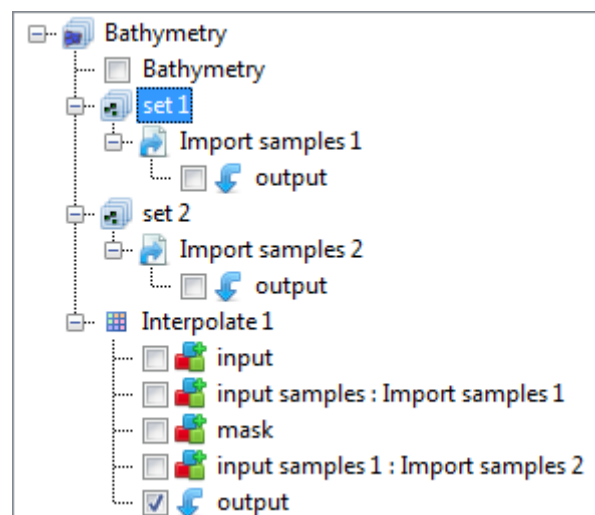 Bathymetry
Bathymetry
set 1
Import samples 1
output
set 2
Import samples 2
output
Interpolate 1
input
input samples : Import samples 1
mask
input samples 1 : Import samples 2
output